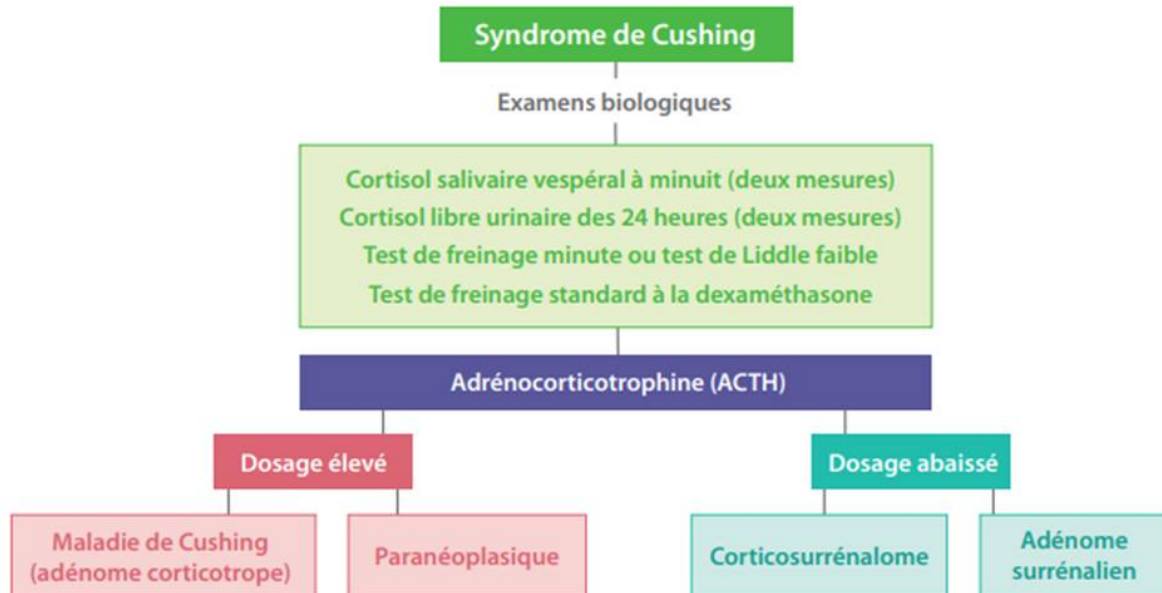 Syndrome de Cushing
Examens biologiques
Cortisol salivaire vespéral à minuit (deux mesures)
Cortisol libre urinaire des 24 heures (deux mesures)
Test de freinage minute ou test de Liddle faible
Test de freinage standard à la dexaméthasone
Adrénocorticotrophine (ACTH)
Dosage élevé
Dosage abaissé
Maladie de Cushing
(adénome corticotrope)
Paranéoplasique
Corticosurrénalome
Adénome
surrénalien